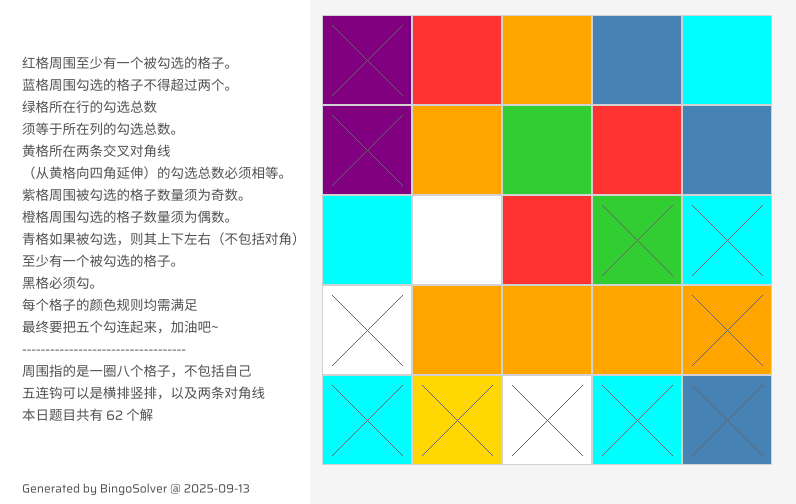 红格周围至少有一个被勾选的格子。
蓝格周围勾选的格子不得超过两个。
绿格所在行的勾选总数
须等于所在列的勾选总数。
黄格所在两条交叉对角线
（从黄格向四角延伸）的勾选总数必须相等。
紫格周围被勾选的格子数量须为奇数。
橙格周围勾选的格子数量须为偶数。
青格如果被勾选，则其上下左右（不包括对角）
至少有一个被勾选的格子。
黑格必须勾。
每个格子的颜色规则均需满足
最终要把五个勾连起来，加油吧~
-----------------------------------
周围指的是一圈八个格子，不包括自己
五连钩可以是横排竖排，以及两条对角线
本日题目共有 62 个解
Generated by BingoSolver @ 2025-09-13